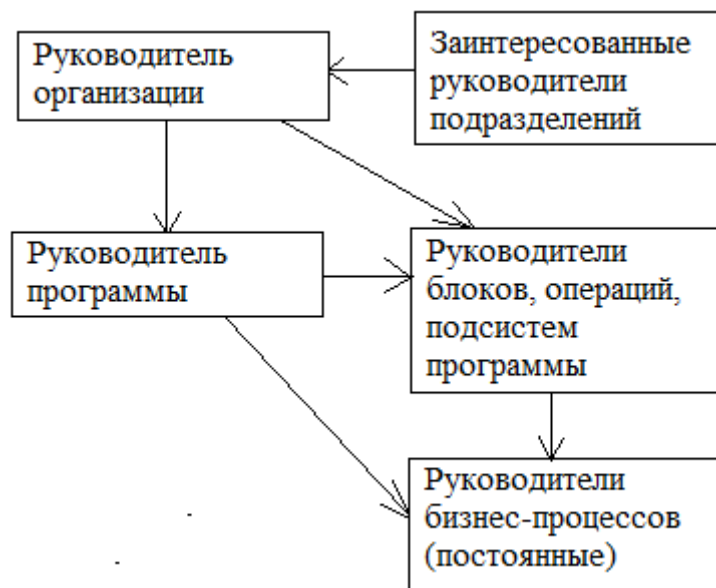 Руководитель
организации
Заинтересованные
руководители
подразделений
Руководитель
программы
Руководители
блоков, операций,
подсистем
программы
Руководители
бизнес-процессов
(постоянные)